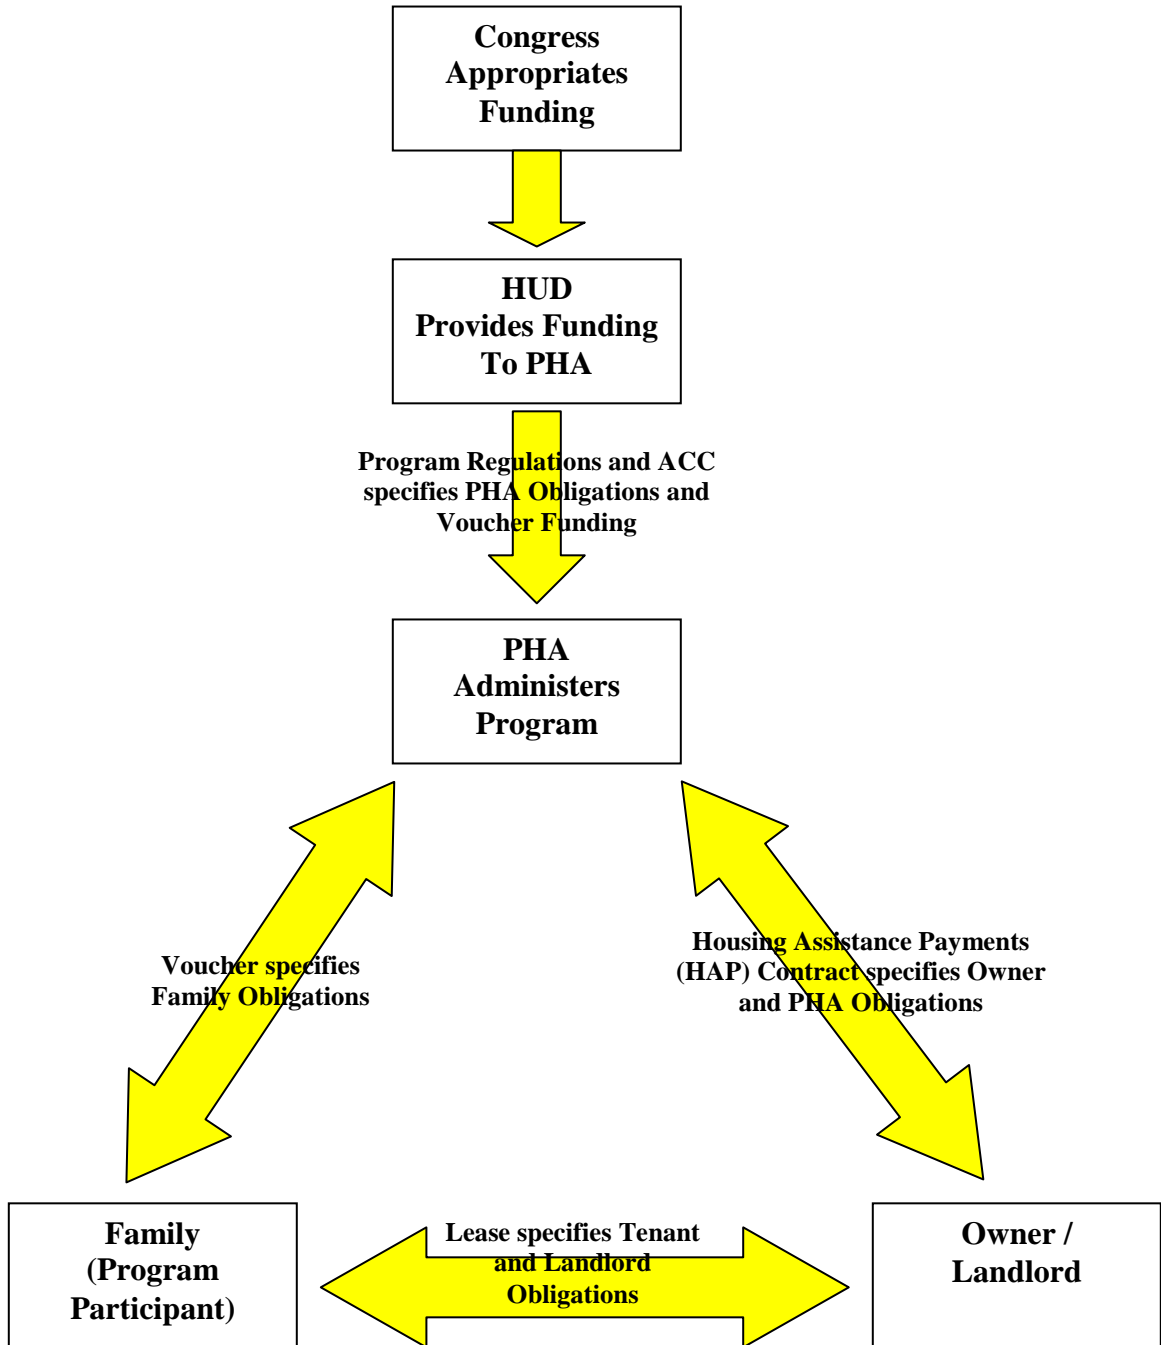 Congress
Appropriates
Funding
HUD
Provides Funding
To PHA
Program Regulations and ACC
specifies PHA Obligations and
Voucher Funding
PHA
Administers
Program
Voucher specifies
Family Obligations
Housing Assistance Payments
(HAP) Contract specifies Owner
and PHA Obligations
Family
(Program
Participant)
Lease specifies Tenant
and Landlord
Obligations
Owner /
Landlord